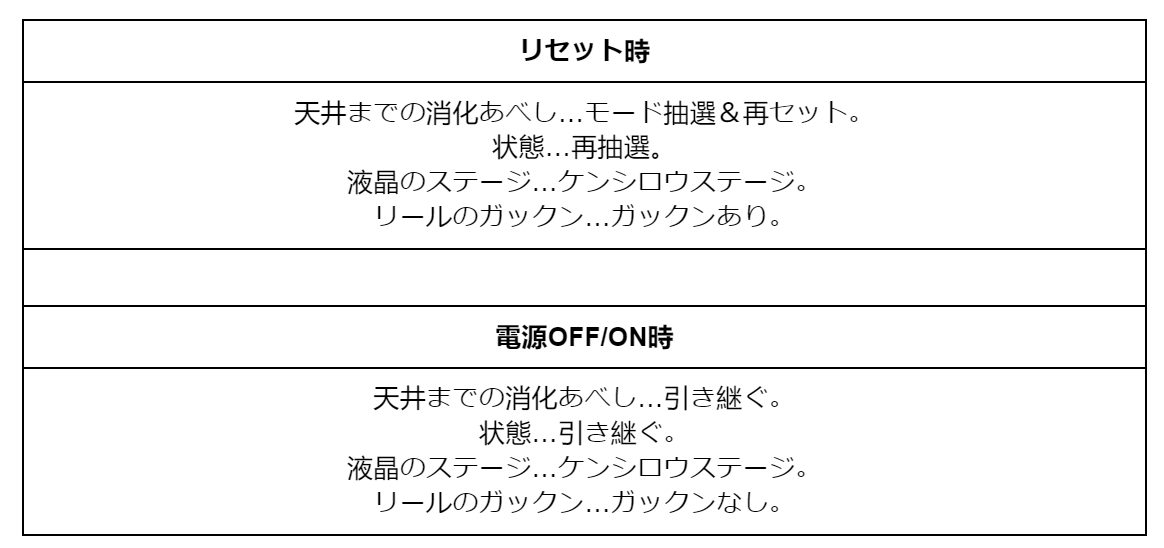 リセット時
天井までの消化あべし…モード抽選＆再セット。
状態…再抽選。
液晶のステージ…ケンシロウステージ。
リールのガックン…ガックンあり。
電源OFF/ON時
天井までの消化あべし…引き継ぐ。
状態…引き継ぐ。
液晶のステージ…ケンシロウステージ。
リールのガックン…ガックンなし。